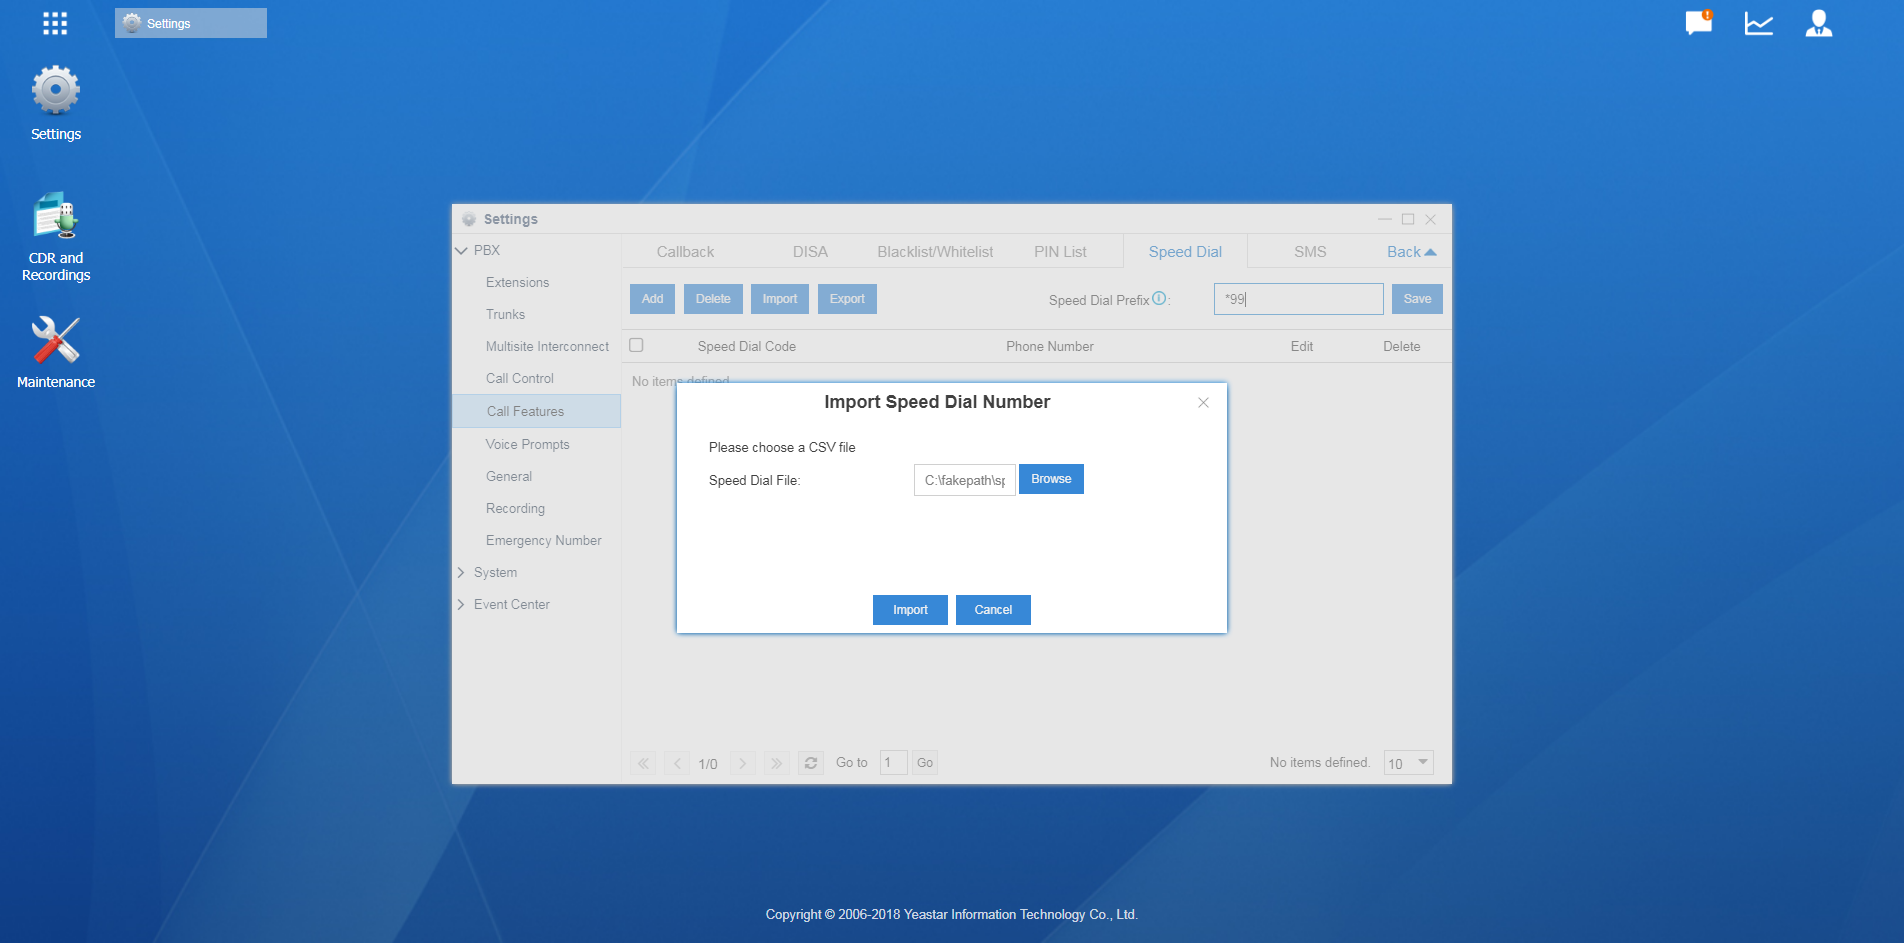 Settings
Settings
CDR and
Recordings
Maintenance
Settings
PBX
Extensions
Trunks
Multisite Interconnect
Call Control
Call Features
Voice Prompts
General
Recording
Emergency Number
System
Event Center
Callback DISA Blacklist/Whitelist PIN List Speed Dial SMS Back
Add Delete Import Export Speed Dial Prefix : *99 Save
Speed Dial Code Phone Number Edit Delete
No items defined.
Import Speed Dial Number
Please choose a CSV file
Speed Dial File: C:\fakepath\sp Browse
Import Cancel
1/0 Go to 1 Go No items defined. 10
Copyright © 2006-2018 Yeastar Information Technology Co., Ltd.